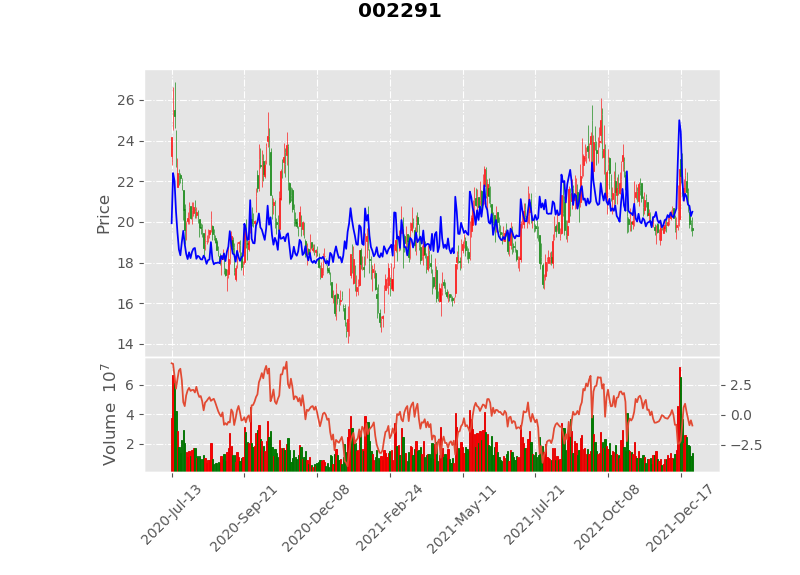 002291
Price
26
24
22
20
18
16
14
Volume 10^7
6
4
2
2.5
0.0
−2.5
2020-Jul-13
2020-Sep-21
2020-Dec-08
2021-Feb-24
2021-May-11
2021-Jul-21
2021-Oct-08
2021-Dec-17